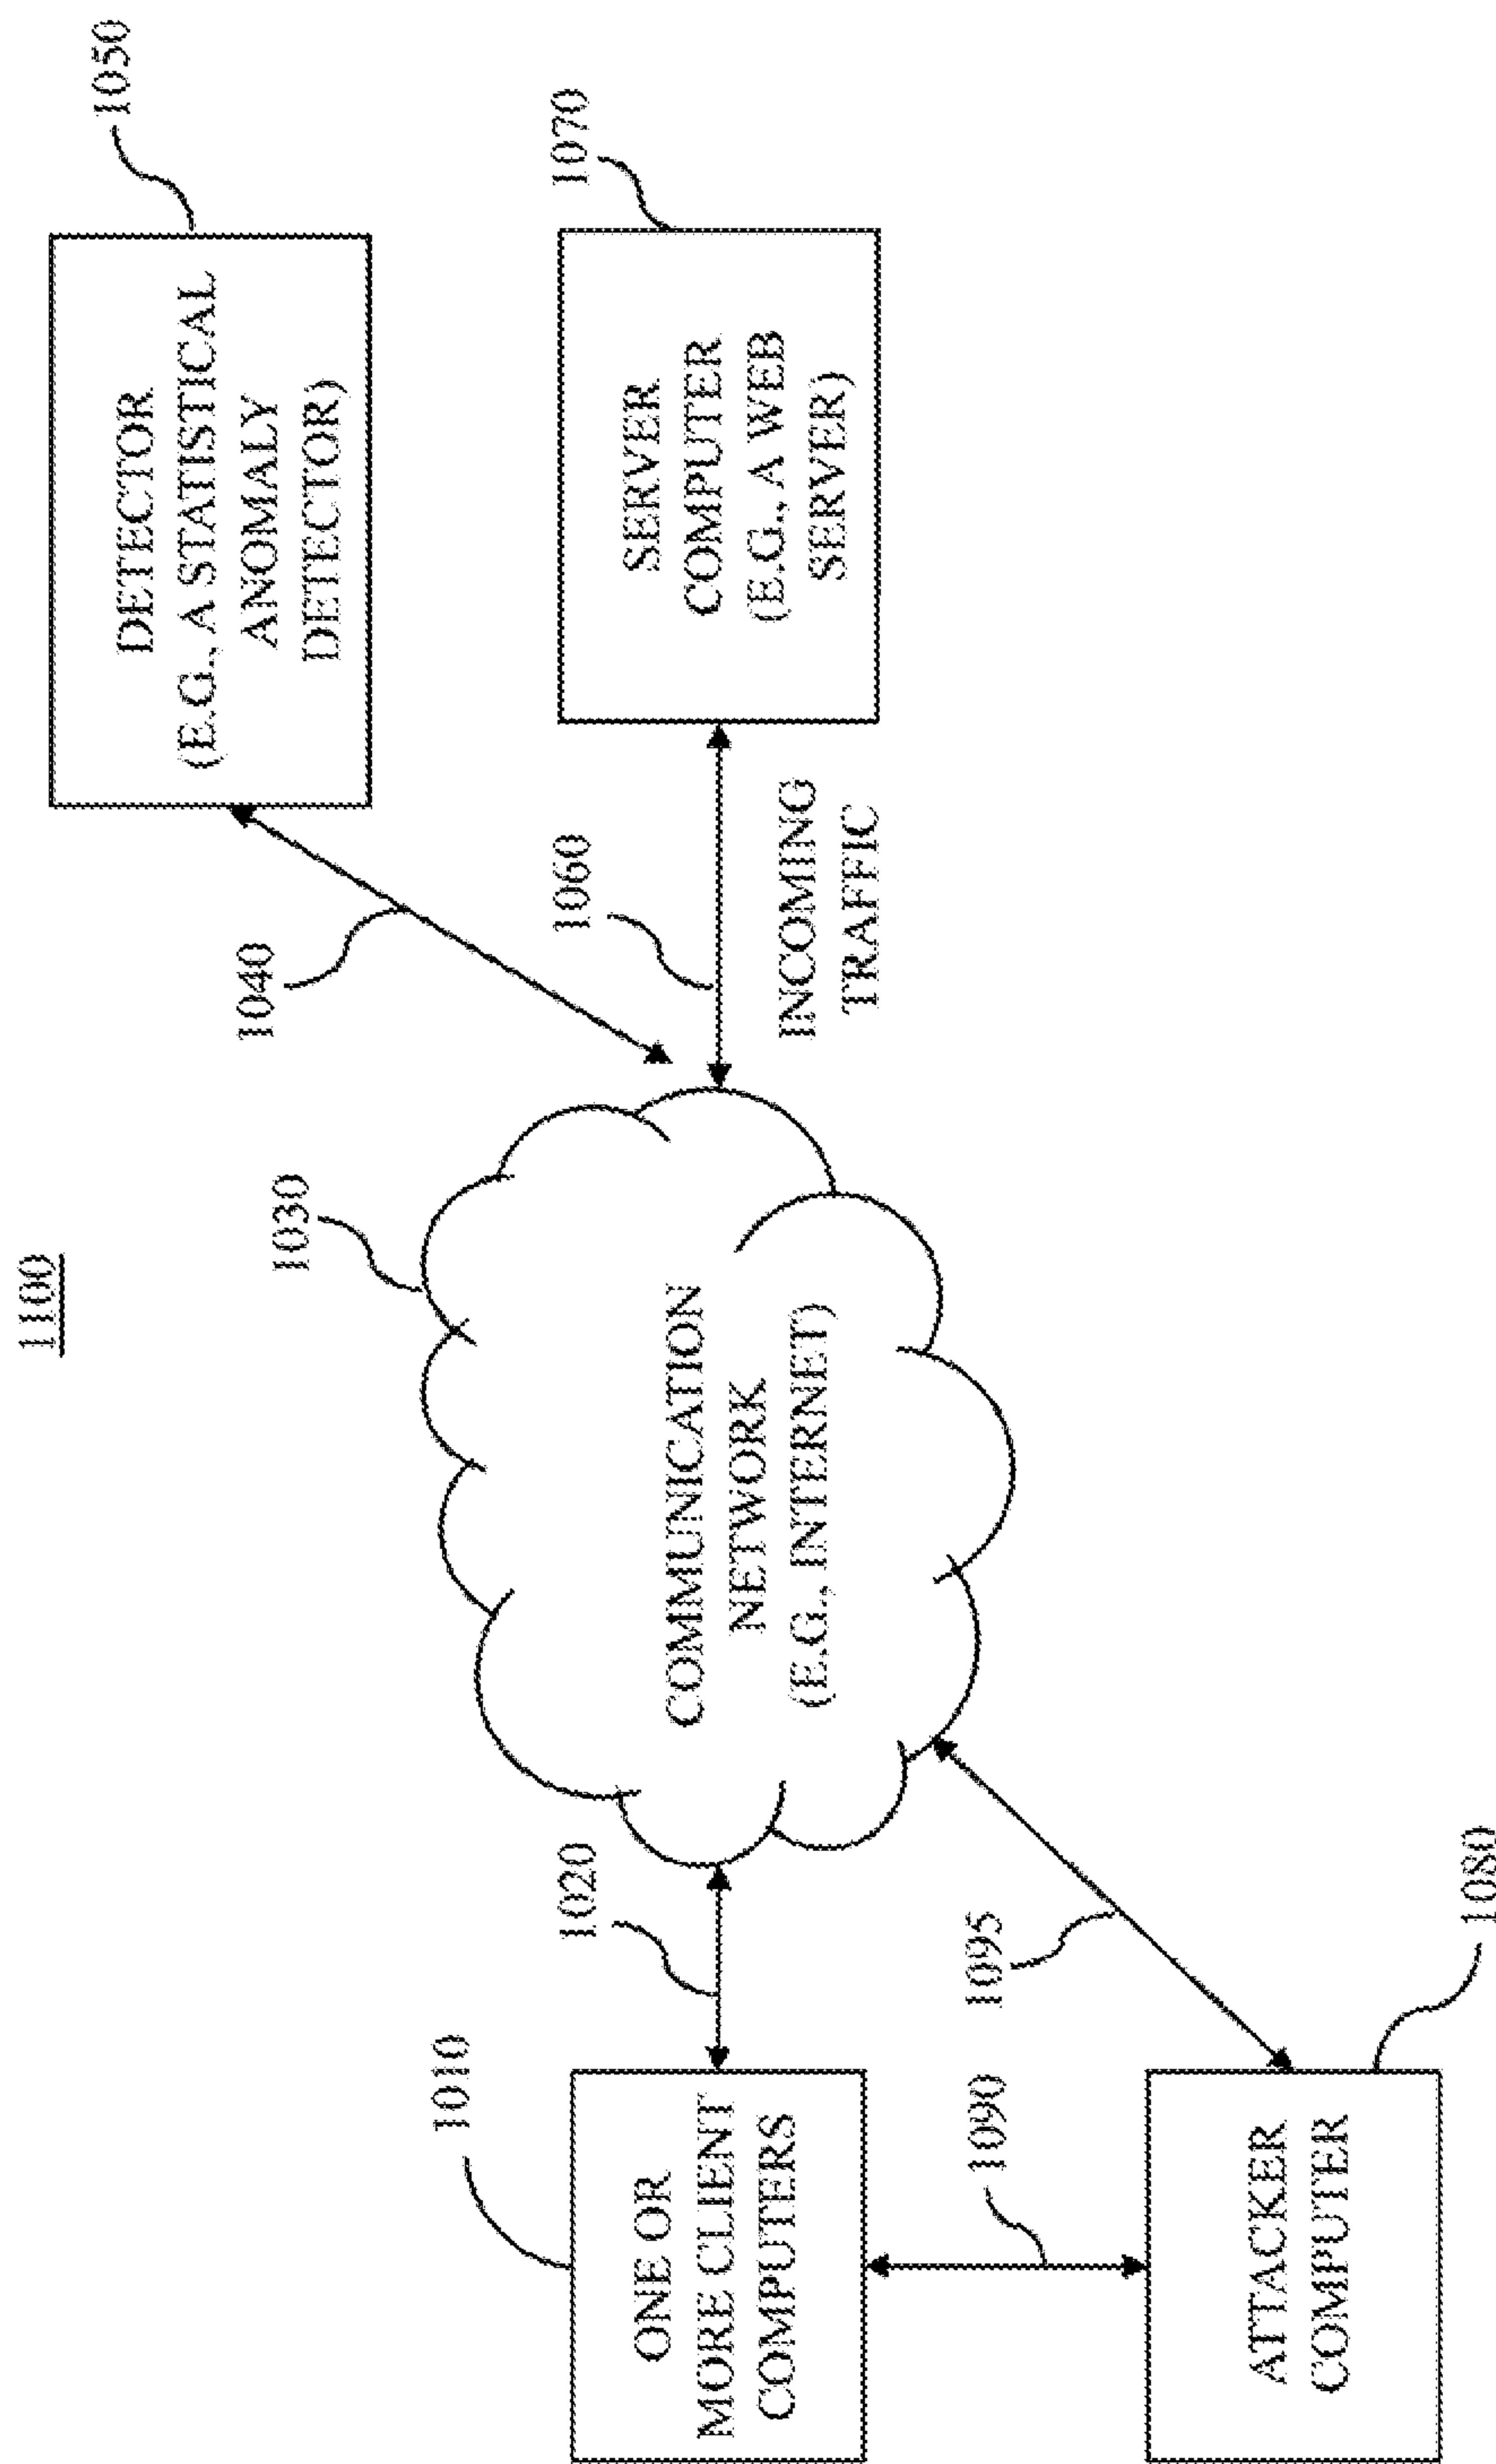 1100
1050
DETECTOR
(E.G., A STATISTICAL
ANOMALY
DETECTOR)
1040
1030
1070
SERVER
COMPUTER
(E.G., A WEB
SERVER)
1060
INCOMING
TRAFFIC
COMMUNICATION
NETWORK
(E.G., INTERNET)
1020
1010
ONE OR
MORE CLIENT
COMPUTERS
1090
1095
1080
ATTACKER
COMPUTER